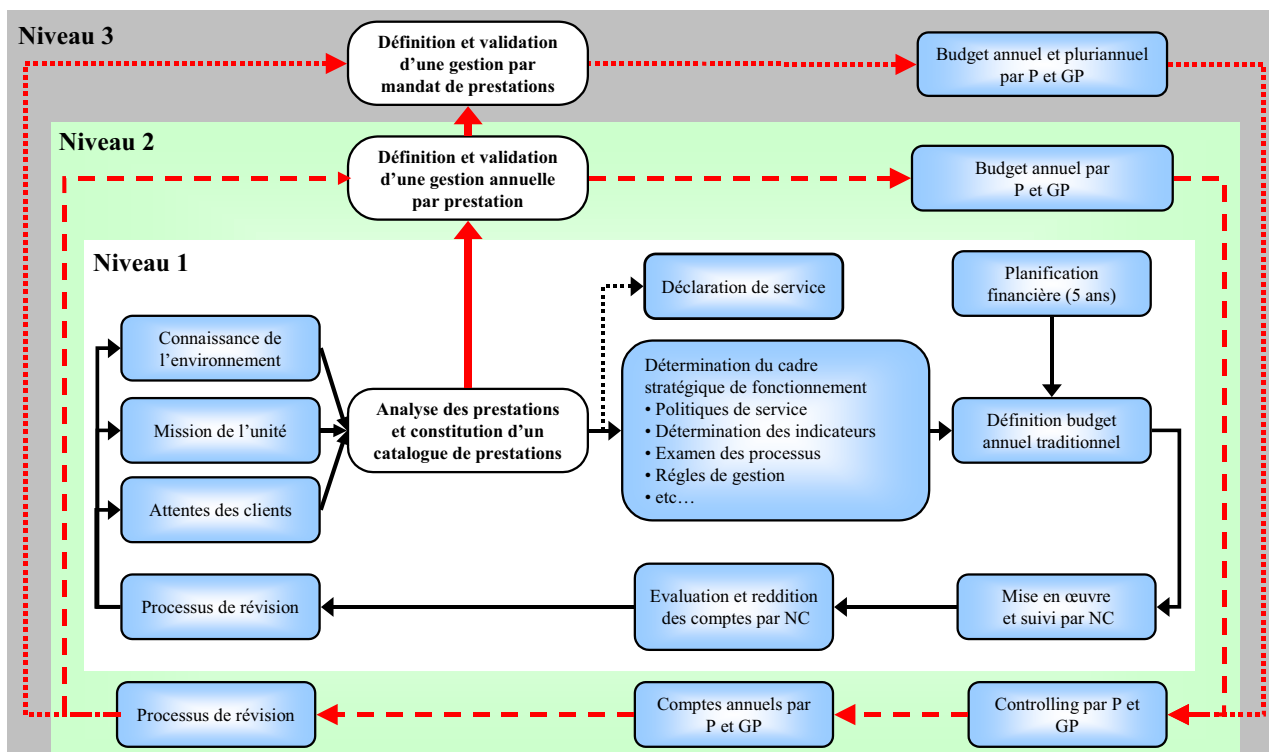 Niveau 3
Définition et validation
d’une gestion par
mandat de prestations
Budget annuel et pluriannuel
par P et GP
Niveau 2
Définition et validation
d’une gestion annuelle
par prestation
Budget annuel par
P et GP
Niveau 1
Déclaration de service
Planification
financière (5 ans)
Connaissance de
l’environnement
Mission de l’unité
Attentes des clients
Analyse des prestations
et constitution d’un
catalogue de prestations
Détermination du cadre
stratégique de fonctionnement
• Politiques de service
• Détermination des indicateurs
• Examen des processus
• Régles de gestion
• etc…
Définition budget
annuel traditionnel
Processus de révision
Evaluation et reddition
des comptes par NC
Mise en œuvre
et suivi par NC
Processus de révision
Comptes annuels par
P et GP
Controlling par P et
GP